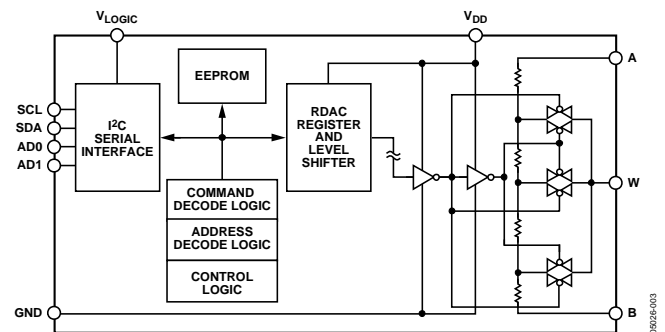 VLOGIC
VDD
A
EEPROM
SCL
SDA
AD0
AD1
I2C
SERIAL
INTERFACE
RDAC
REGISTER
AND
LEVEL
SHIFTER
COMMAND
DECODE LOGIC
ADDRESS
DECODE LOGIC
CONTROL
LOGIC
W
GND
B
05026-003